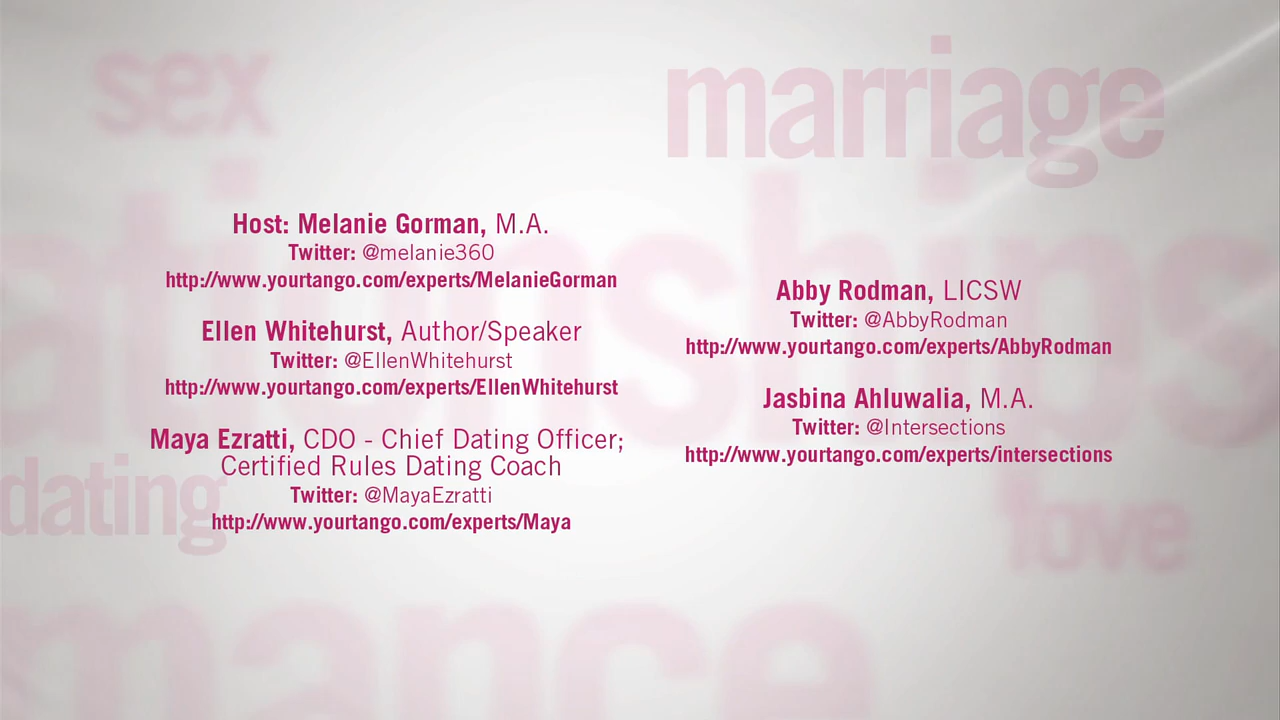 sex
marriage
ationships
Host: Melanie Gorman, M.A.
Twitter: @melanie360
http://www.yourtango.com/experts/MelanieGorman
Ellen Whitehurst, Author/Speaker
Twitter: @EllenWhitehurst
http://www.yourtango.com/experts/EllenWhitehurst
Maya Ezratti, CDO - Chief Dating Officer;
Certified Rules Dating Coach
Twitter: @MayaEzratti
http://www.yourtango.com/experts/Maya
Abby Rodman, LICSW
Twitter: @AbbyRodman
http://www.yourtango.com/experts/AbbyRodman
Jasbina Ahluwalia, M.A.
Twitter: @Intersections
http://www.yourtango.com/experts/intersections
dating
love
mance